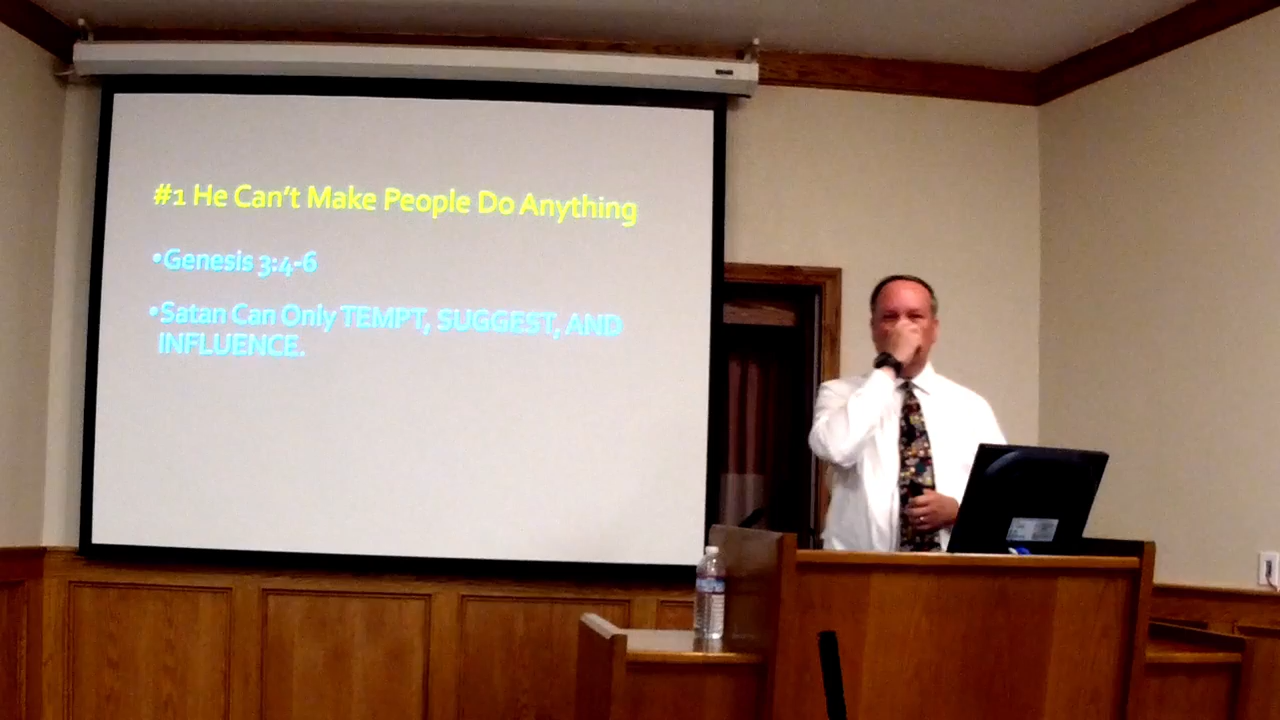 #1 He Can't Make People Do Anything
•Genesis 3:4-6
•Satan Can Only TEMPT, SUGGEST, AND
INFLUENCE.